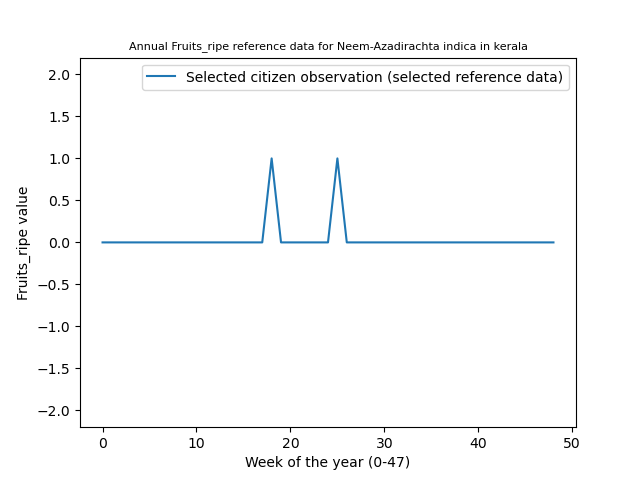 Annual Fruits_ripe reference data for Neem-Azadirachta indica in kerala
Selected citizen observation (selected reference data)
Fruits_ripe value
2.0
1.5
1.0
0.5
0.0
−0.5
−1.0
−1.5
−2.0
0 10 20 30 40 50
Week of the year (0-47)